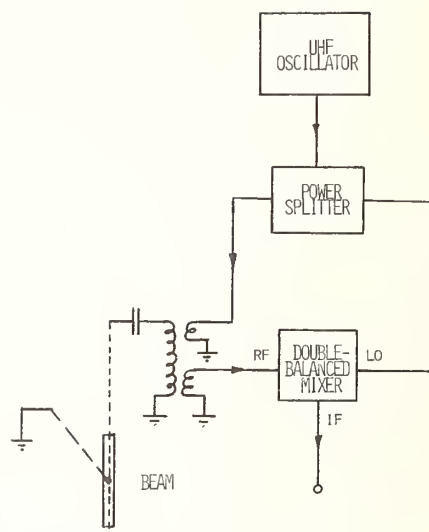 UHF
OSCILLATOR
POWER
SPLITTER
RF
DOUBLE-
BALANCED
MIXER
LO
IF
BEAM